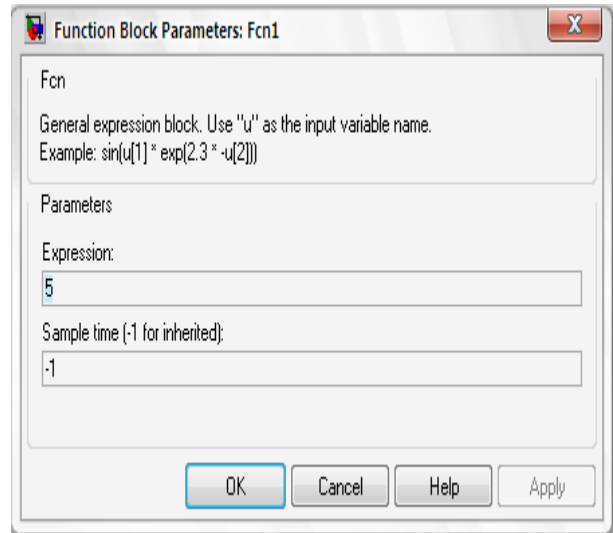 Function Block Parameters: Fcn1
X
Fcn
General expression block. Use "u" as the input variable name.
Example: sin(u[1] * exp(2.3 * -u[2]))
Parameters
Expression:
5
Sample time (-1 for inherited):
-1
OK Cancel Help Apply